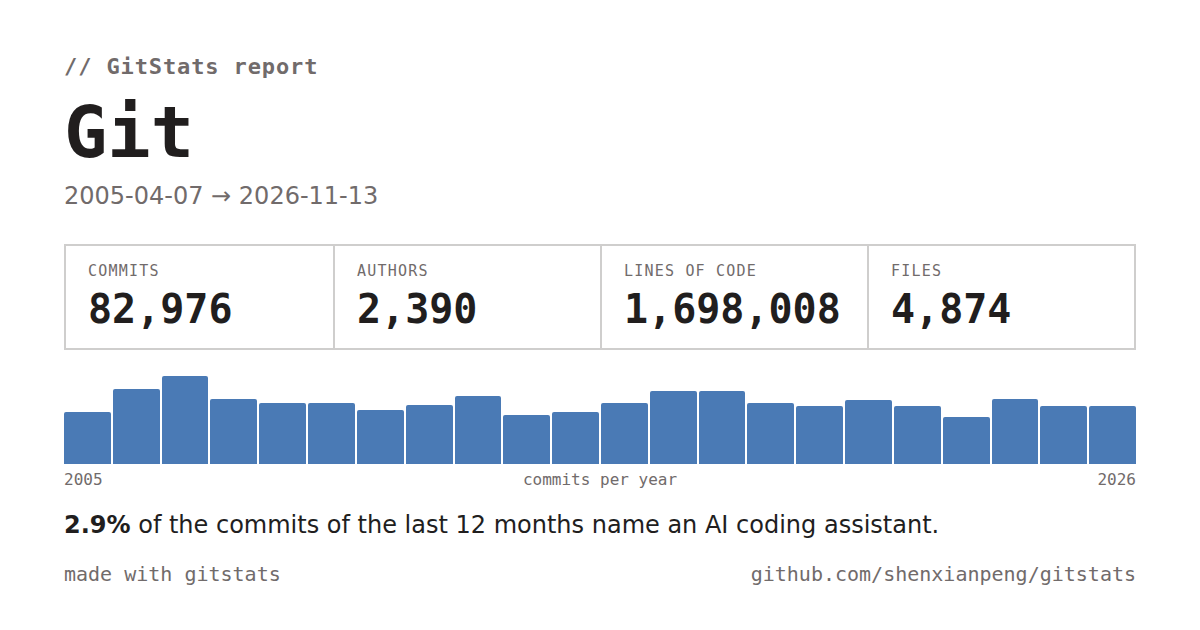 // GitStats report
Git
2005-04-07 → 2026-11-13
COMMITS AUTHORS LINES OF CODE FILES
82,976 2,390 1,698,008 4,874
2005 commits per year 2026
2.9% of the commits of the last 12 months name an AI coding assistant.
made with gitstats github.com/shenxianpeng/gitstats